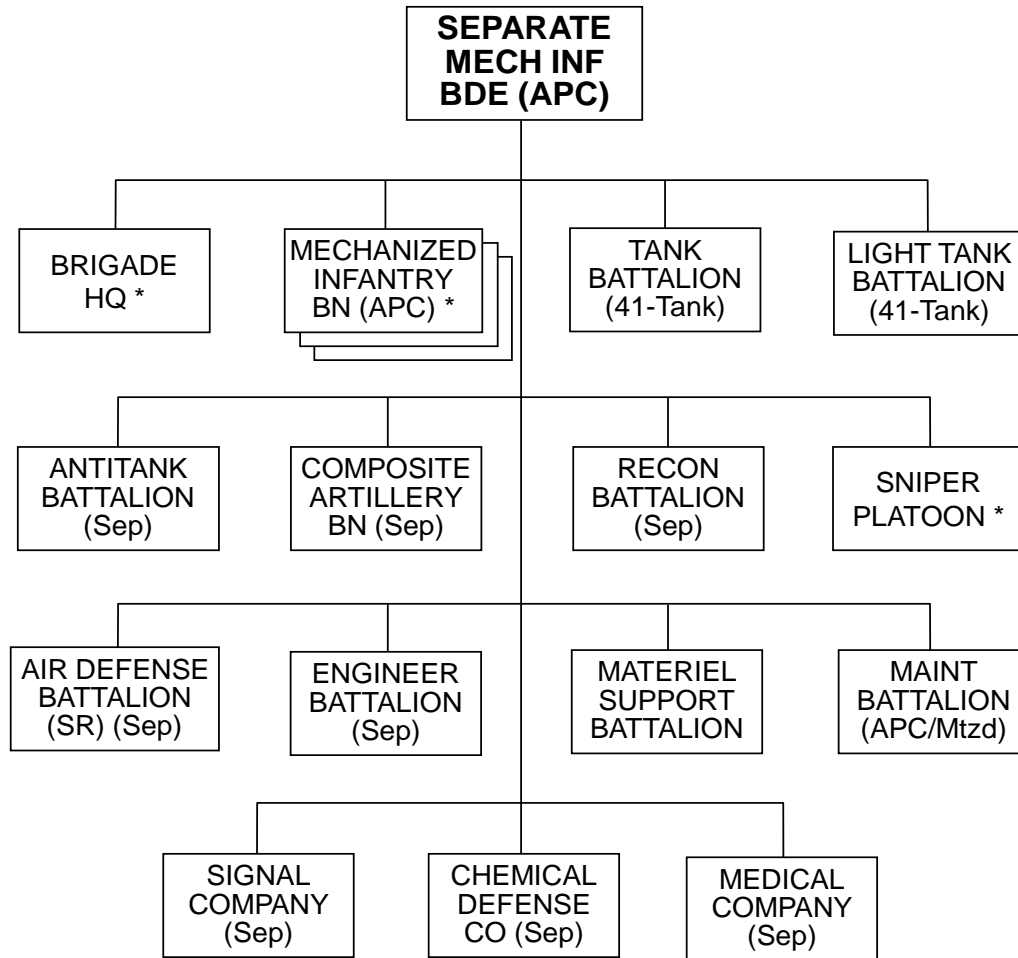 SEPARATE
MECH INF
BDE (APC)
BRIGADE
HQ *
MECHANIZED
INFANTRY
BN (APC) *
TANK
BATTALION
(41-Tank)
LIGHT TANK
BATTALION
(41-Tank)
ANTITANK
BATTALION
(Sep)
COMPOSITE
ARTILLERY
BN (Sep)
RECON
BATTALION
(Sep)
SNIPER
PLATOON *
AIR DEFENSE
BATTALION
(SR) (Sep)
ENGINEER
BATTALION
(Sep)
MATERIEL
SUPPORT
BATTALION
MAINT
BATTALION
(APC/Mtzd)
SIGNAL
COMPANY
(Sep)
CHEMICAL
DEFENSE
CO (Sep)
MEDICAL
COMPANY
(Sep)